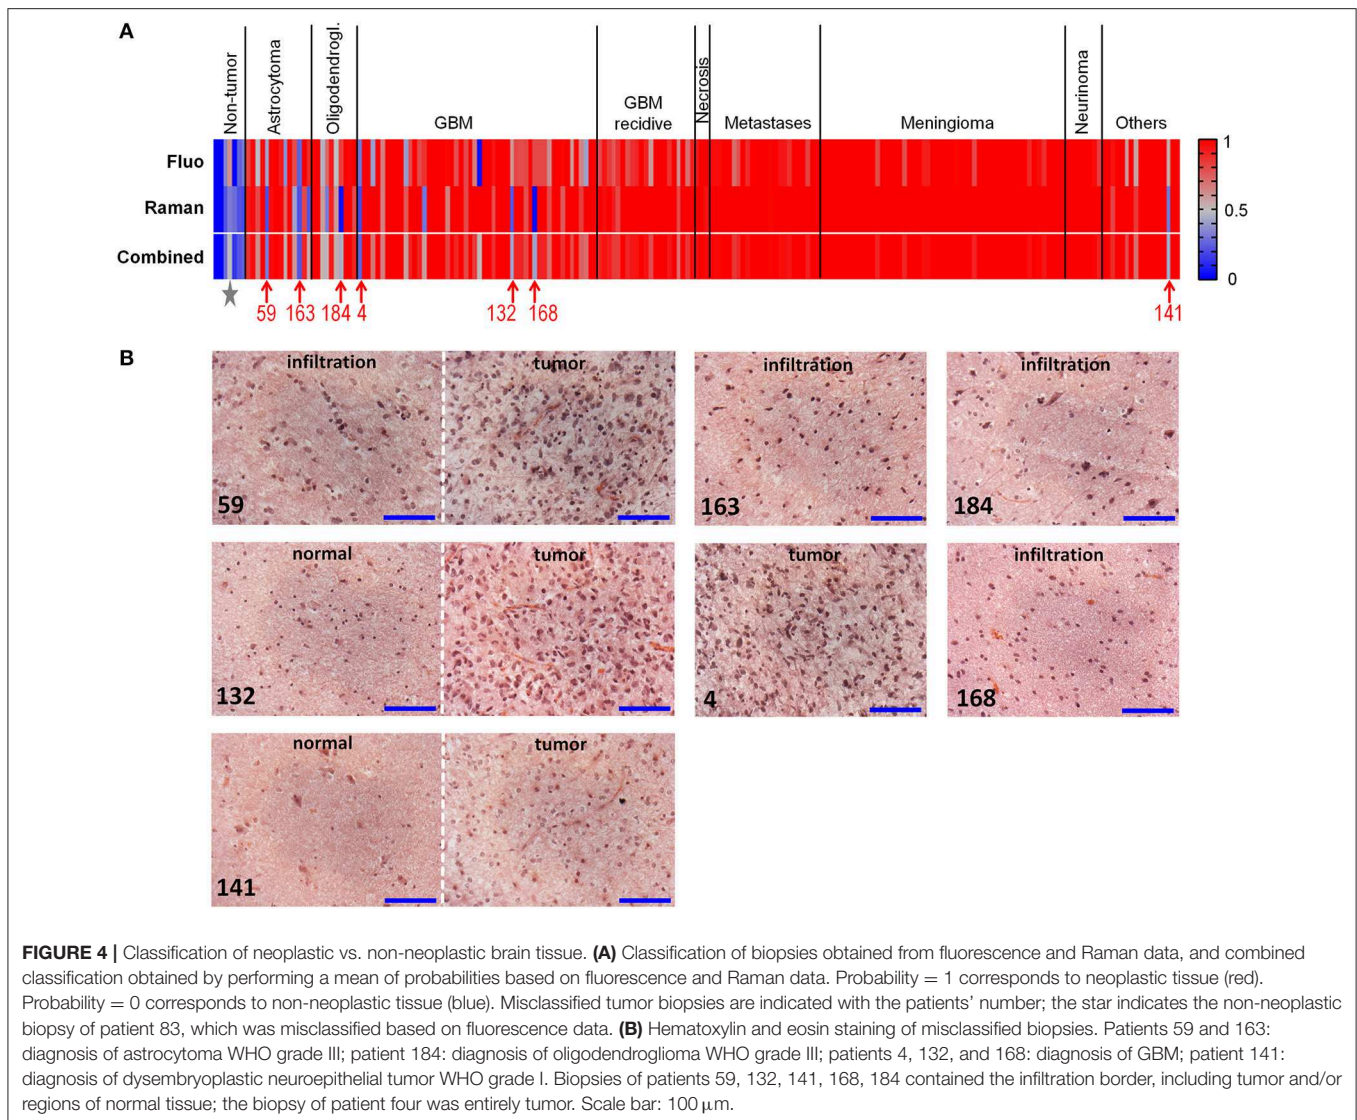 A
Non-tumor
Astrocytoma
Oligodendrogl.
GBM
GBM
recidive
Necrosis
Metastases
Meningioma
Neurinoma
Others
Fluo
Raman
Combined
1
0.5
0
59
163
184
4
132
168
141
B
infiltration
tumor
59
infiltration
163
infiltration
184
normal
tumor
132
tumor
4
infiltration
168
normal
tumor
141
FIGURE 4 | Classification of neoplastic vs. non-neoplastic brain tissue. (A) Classification of biopsies obtained from fluorescence and Raman data, and combined
classification obtained by performing a mean of probabilities based on fluorescence and Raman data. Probability = 1 corresponds to neoplastic tissue (red).
Probability = 0 corresponds to non-neoplastic tissue (blue). Misclassified tumor biopsies are indicated with the patients' number; the star indicates the non-neoplastic
biopsy of patient 83, which was misclassified based on fluorescence data. (B) Hematoxylin and eosin staining of misclassified biopsies. Patients 59 and 163:
diagnosis of astrocytoma WHO grade III; patient 184: diagnosis of oligodendroglioma WHO grade III; patients 4, 132, and 168: diagnosis of GBM; patient 141:
diagnosis of dysembryoplastic neuroepithelial tumor WHO grade I. Biopsies of patients 59, 132, 141, 168, 184 contained the infiltration border, including tumor and/or
regions of normal tissue; the biopsy of patient four was entirely tumor. Scale bar: 100 μm.